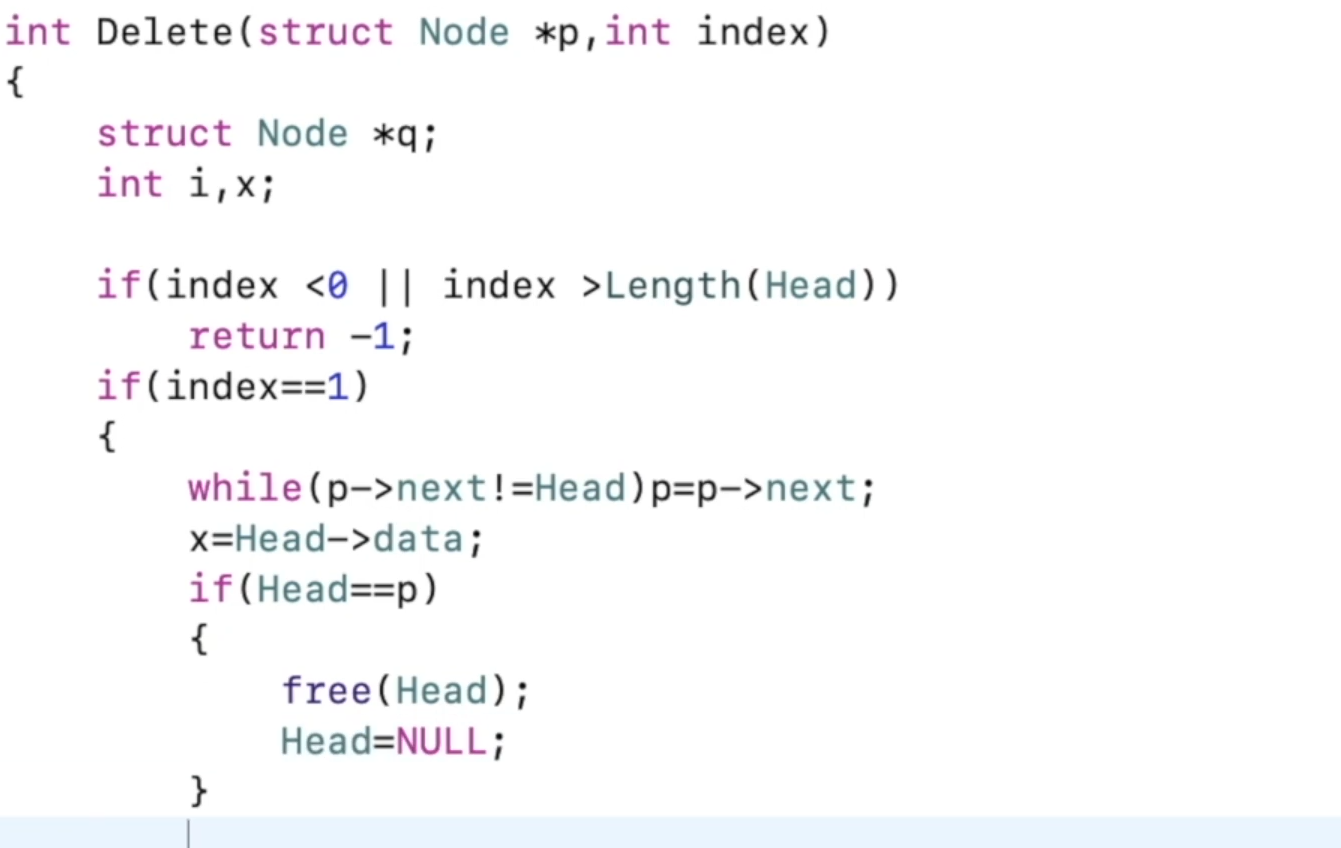 int Delete(struct Node *p,int index)
{
    struct Node *q;
    int i,x;

    if(index <0 || index >Length(Head))
        return -1;
    if(index==1)
    {
        while(p->next!=Head)p=p->next;
        x=Head->data;
        if(Head==p)
        {
            free(Head);
            Head=NULL;
        }